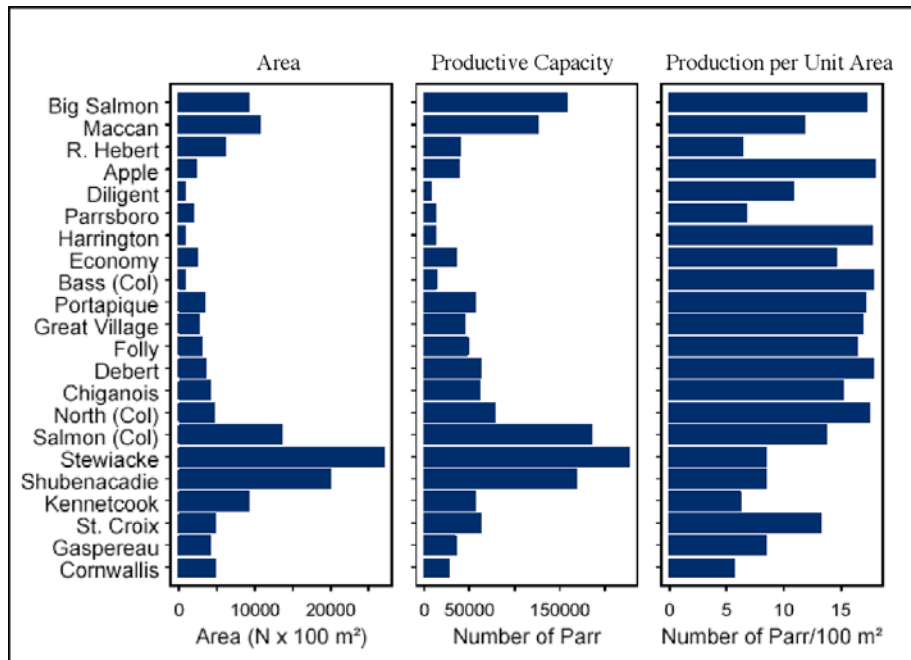 Area Productive Capacity Production per Unit Area
Big Salmon
Maccan
R. Hebert
Apple
Diligent
Parrsboro
Harrington
Economy
Bass (Col)
Portapique
Great Village
Folly
Debert
Chiganois
North (Col)
Salmon (Col)
Stewiacke
Shubenacadie
Kennetcook
St. Croix
Gaspereau
Cornwallis
0 10000 20000 0 50000 150000 0 5 10 15
Area (N x 100 m²) Number of Parr Number of Parr/100 m²